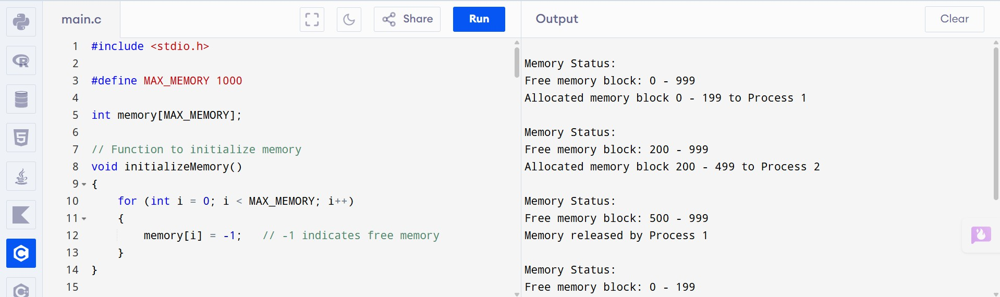 main.c
Share
Run
Output
Clear
1 #include <stdio.h>
2
3 #define MAX_MEMORY 1000
4
5 int memory[MAX_MEMORY];
6
7 // Function to initialize memory
8 void initializeMemory()
9 {
10     for (int i = 0; i < MAX_MEMORY; i++)
11     {
12         memory[i] = -1;   // -1 indicates free memory
13     }
14 }
15
Memory Status:
Free memory block: 0 - 999
Allocated memory block 0 - 199 to Process 1
Memory Status:
Free memory block: 200 - 999
Allocated memory block 200 - 499 to Process 2
Memory Status:
Free memory block: 500 - 999
Memory released by Process 1
Memory Status:
Free memory block: 0 - 199